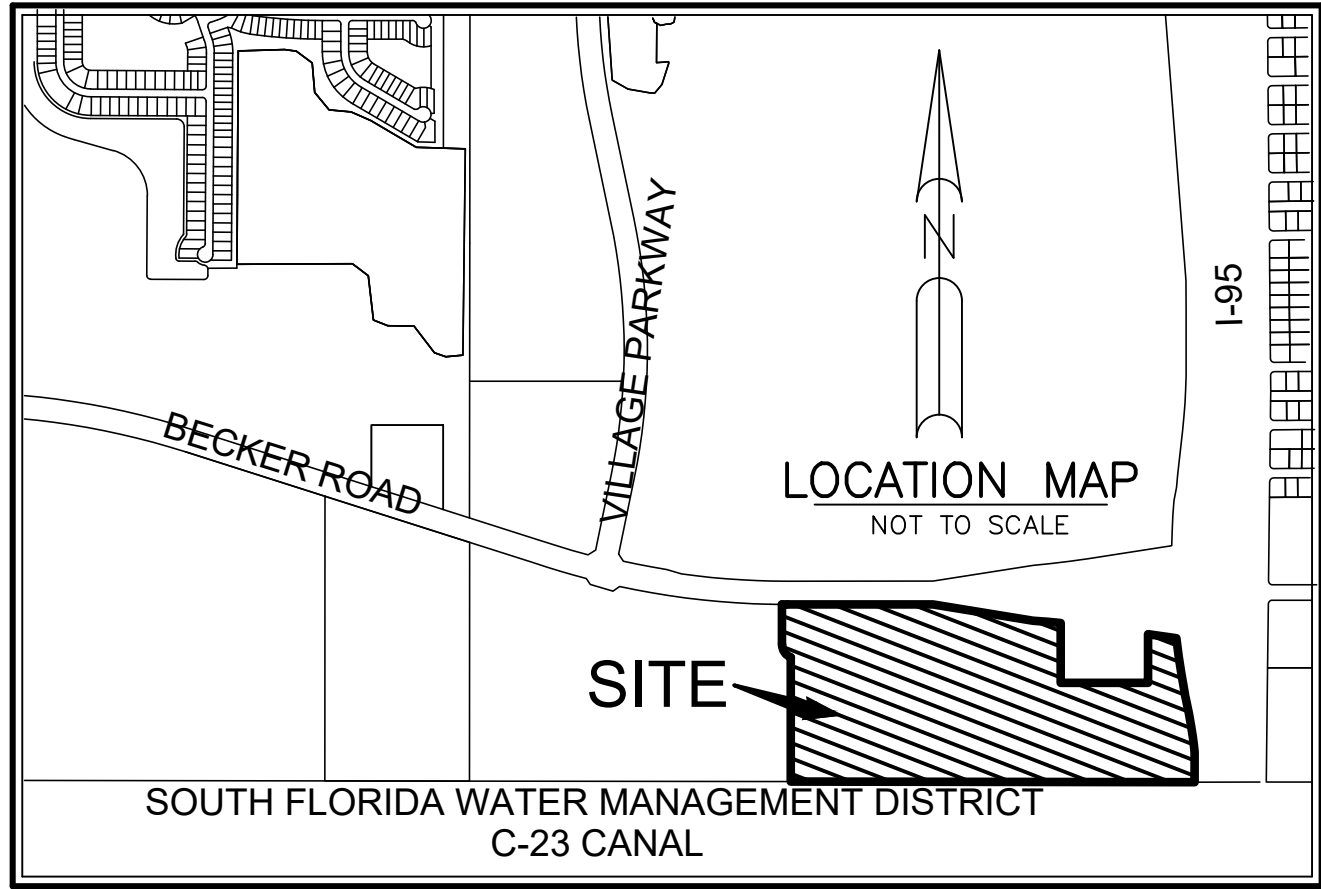 N
VILLAGE PARKWAY
I-95
BECKER ROAD
LOCATION MAP
NOT TO SCALE
SITE
SOUTH FLORIDA WATER MANAGEMENT DISTRICT
C-23 CANAL